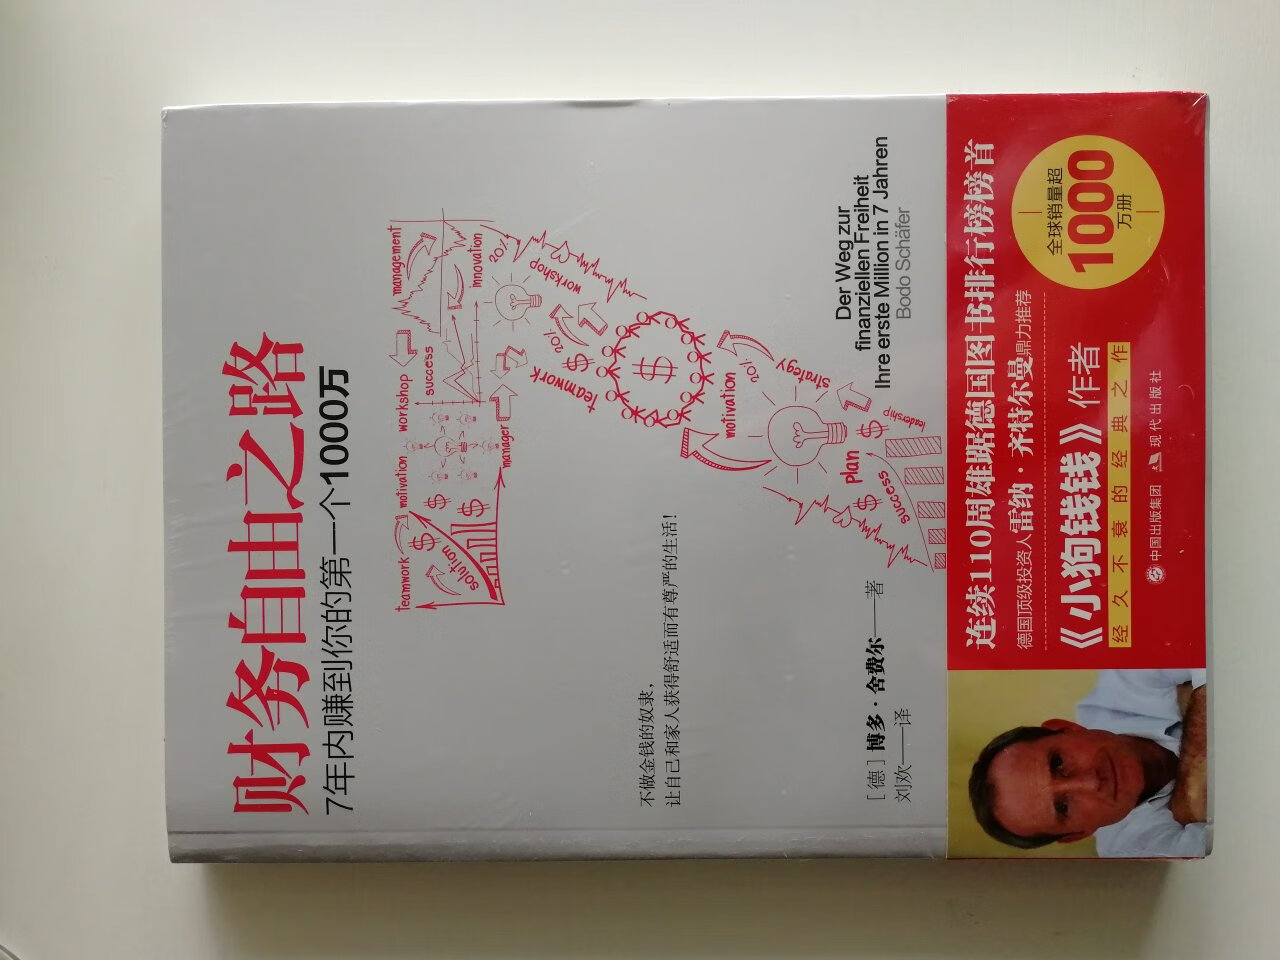 财务自由之路
7年内赚到你的第一个1000万
teamwork
motivation
workshop
success
management
solution
manager
innovation
20%
workshop
20%
teamwork
motivation
20%
strategy
plan
success
leadership
不做金钱的奴隶，
让自己和家人获得舒适而有尊严的生活！
Der Weg zur
finanziellen Freiheit
Ihre erste Million in 7 Jahren
Bodo Schäfer
［德］博多·舍费尔——著
刘欢——译
连续110周雄踞德国图书排行榜榜首
德国顶级投资人雷纳·齐特尔曼鼎力推荐
《小狗钱钱》作者
经久不衰的经典之作
全球销量超
1000
万册
中国出版集团 现代出版社